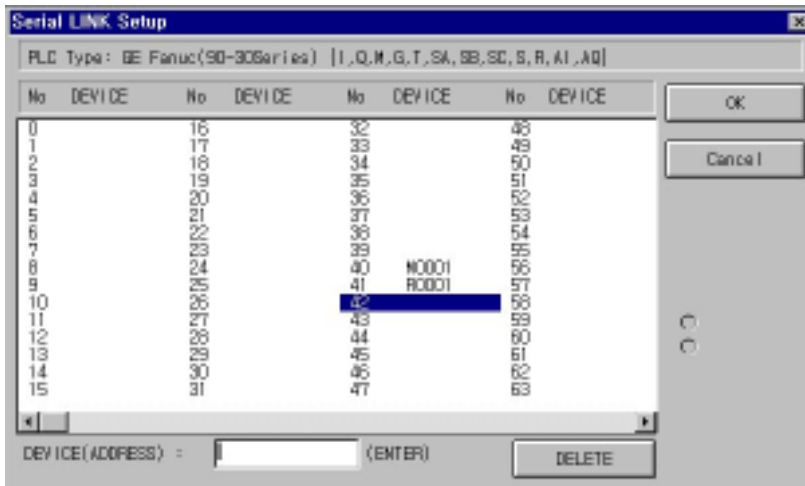 Serial LINK Setup
PLC Type: GE Fanuc(90-30Series) [I,Q,M,G,T,SA,SB,SC,S,R,AI,AQ]
No DEVICE No DEVICE No DEVICE No DEVICE
OK
Cancel
0 16 32 48
1 17 33 49
2 18 34 50
3 19 35 51
4 20 36 52
5 21 37 53
6 22 38 54
7 23 39 55
8 24 40 M0001 56
9 25 41 R0001 57
10 26 42 58
11 27 43 59
12 28 44 60
13 29 45 61
14 30 46 62
15 31 47 63
DEVICE(ADDRESS) : (ENTER) DELETE